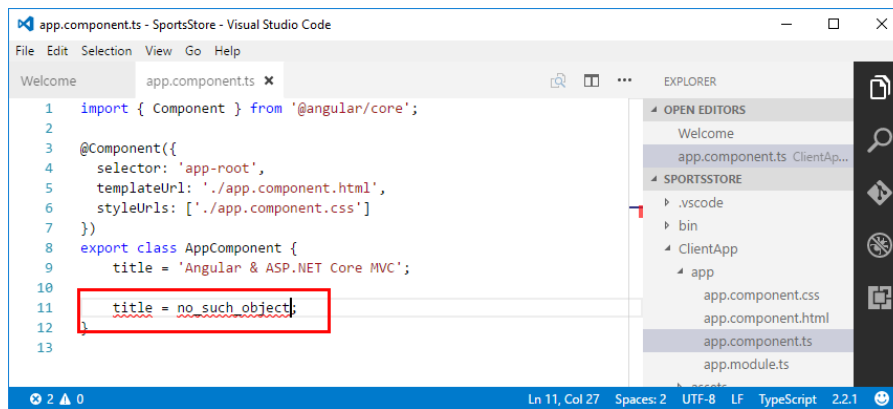 app.component.ts - SportsStore - Visual Studio Code
File Edit Selection View Go Help
Welcome app.component.ts
EXPLORER
1 import { Component } from '@angular/core';
2
3 @Component({
4 selector: 'app-root',
5 templateUrl: './app.component.html',
6 styleUrls: ['./app.component.css']
7 })
8 export class AppComponent {
9 title = 'Angular & ASP.NET Core MVC';
10
11 title = no_such_object;
12 }
13
OPEN EDITORS
Welcome
app.component.ts ClientAp...
SPORTSSTORE
.vscode
bin
ClientApp
app
app.component.css
app.component.html
app.component.ts
app.module.ts
2 0 Ln 11, Col 27 Spaces: 2 UTF-8 LF TypeScript 2.2.1